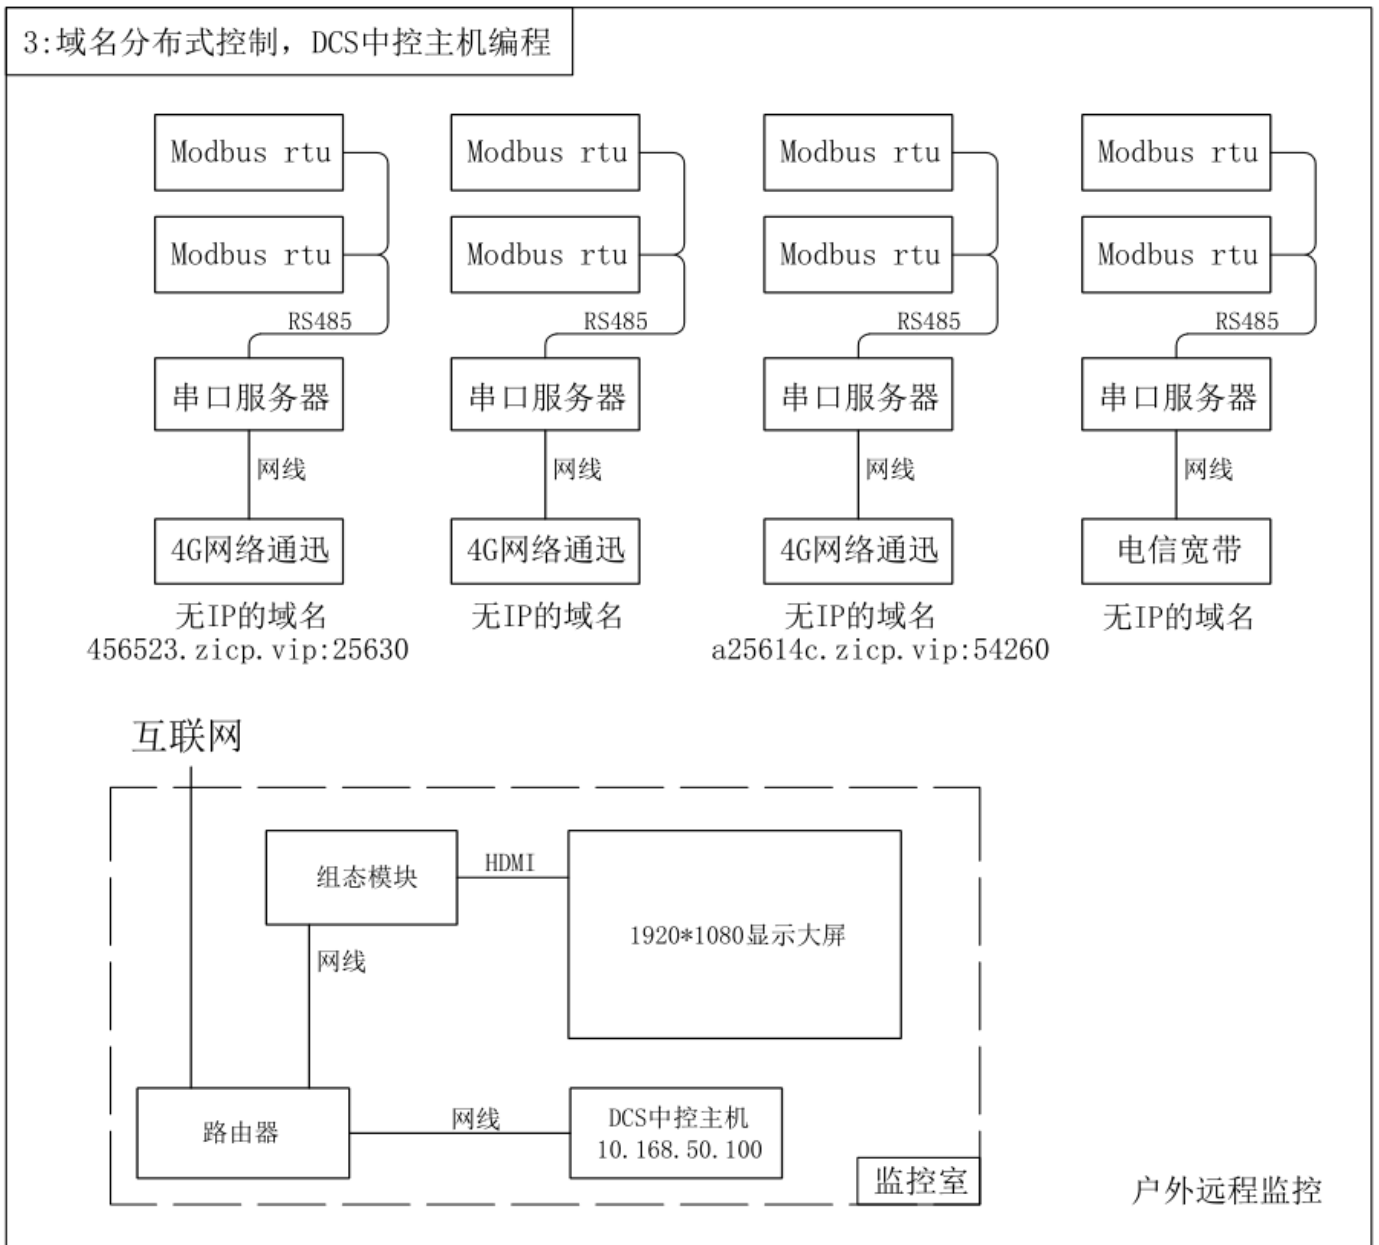 3:域名分布式控制，DCS中控主机编程
Modbus rtu
Modbus rtu
Modbus rtu
Modbus rtu
Modbus rtu
Modbus rtu
Modbus rtu
Modbus rtu
RS485
RS485
RS485
RS485
串口服务器
串口服务器
串口服务器
串口服务器
网线
网线
网线
网线
4G网络通迅
4G网络通迅
4G网络通迅
电信宽带
无IP的域名
无IP的域名
无IP的域名
无IP的域名
456523.zicp.vip:25630
a25614c.zicp.vip:54260
互联网
组态模块
HDMI
1920*1080显示大屏
网线
路由器
网线
DCS中控主机
10.168.50.100
监控室
户外远程监控